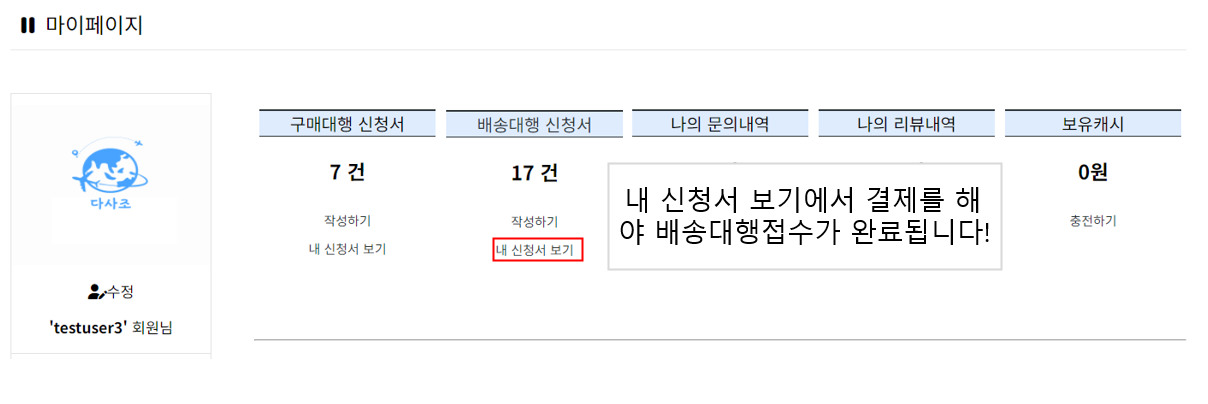 마이페이지
다사조
수정
'testuser3' 회원님
구매대행 신청서
7 건
작성하기
내 신청서 보기
배송대행 신청서
17 건
작성하기
내 신청서 보기
나의 문의내역
나의 리뷰내역
보유캐시
0원
충전하기
내 신청서 보기에서 결제를 해
야 배송대행접수가 완료됩니다!